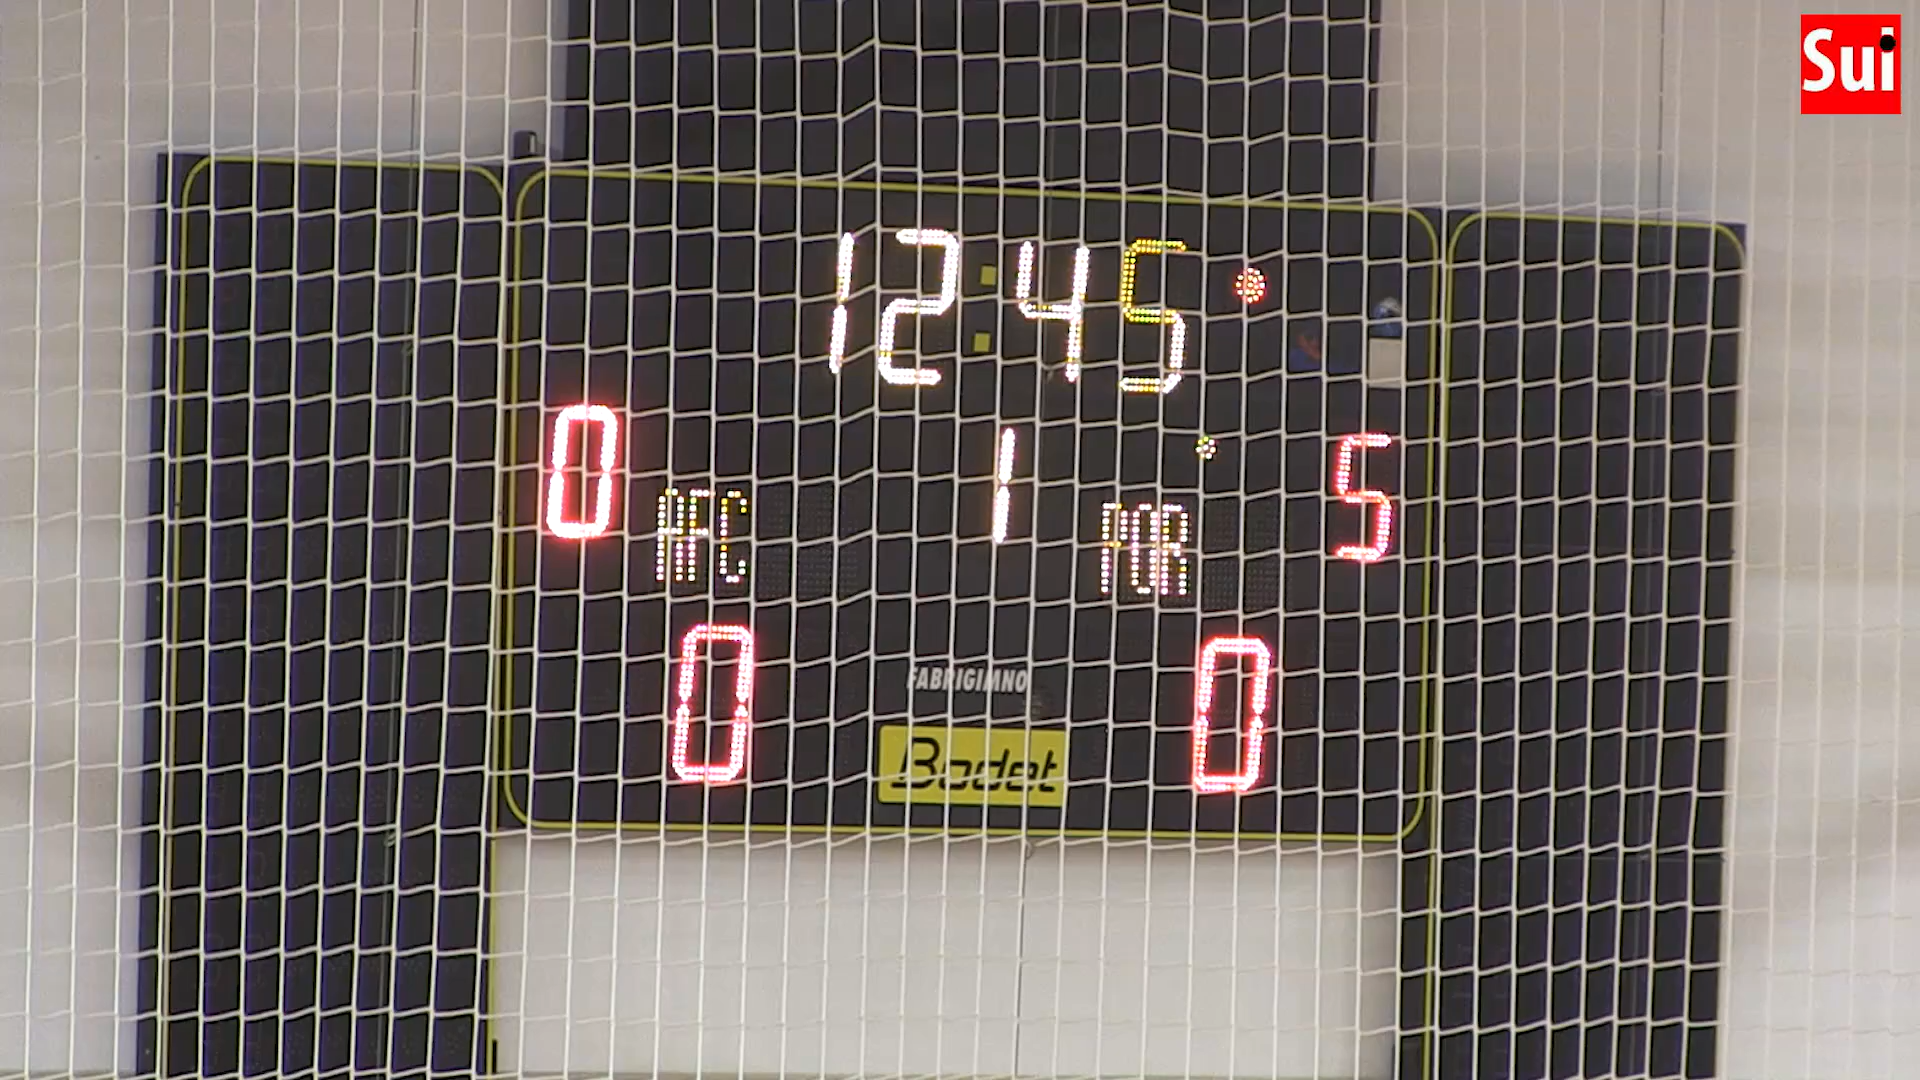 Sui
12:45
0 1 5
AFC POR
0 0
FABRIGIMNO
Bodet